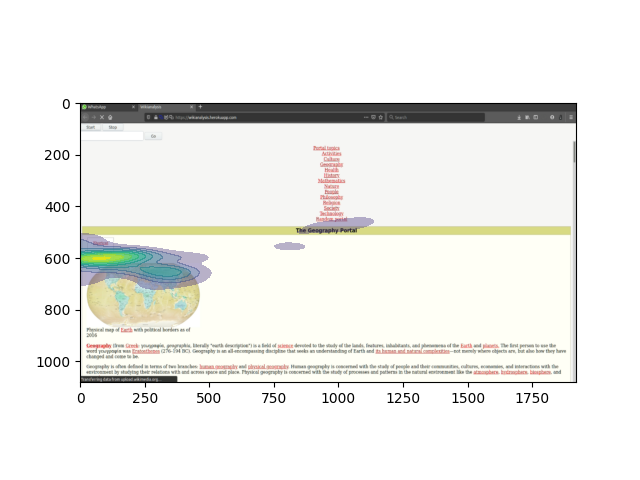 WhatsApp
Wikianalysis
http://wikianalysis.herokuapp.com
Search
Start
Stop
Go
Portal topics
Activities
Culture
Geography
Health
History
Mathematics
Nature
People
Philosophy
Religion
Society
Technology
Random portal
The Geography Portal
Physical map of Earth with political borders as of
2016
Geography (from Greek: γεωγραφία, geographia, literally "earth description") is a field of science devoted to the study of the lands, features, inhabitants, and phenomena of the Earth and planets. The first person to use the
word γεωγραφία was Eratosthenes (276–194 BC). Geography is an all-encompassing discipline that seeks an understanding of Earth and its human and natural complexities—not merely where objects are, but also how they have
changed and come to be.
Geography is often defined in terms of two branches: human geography and physical geography. Human geography is concerned with the study of people and their communities, cultures, economies, and interactions with the
environment by studying their relations with and across space and place. Physical geography is concerned with the study of processes and patterns in the natural environment like the atmosphere, hydrosphere, biosphere, and
Transferring data from upload.wikimedia.org...
0
200
400
600
800
1000
0
250
500
750
1000
1250
1500
1750